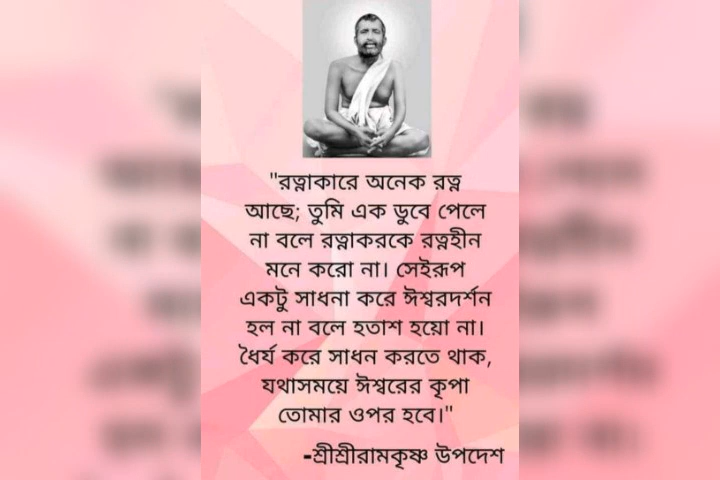 "রত্নাকারে অনেক রত্ন
আছে; তুমি এক ডুবে পেলে
না বলে রত্নাকরকে রত্নহীন
মনে করো না। সেইরূপ
একটু সাধনা করে ঈশ্বরদর্শন
হল না বলে হতাশ হয়ো না।
ধৈর্য করে সাধন করতে থাক,
যথাসময়ে ঈশ্বরের কৃপা
তোমার ওপর হবে।"
-শ্রীশ্রীরামকৃষ্ণ উপদেশ